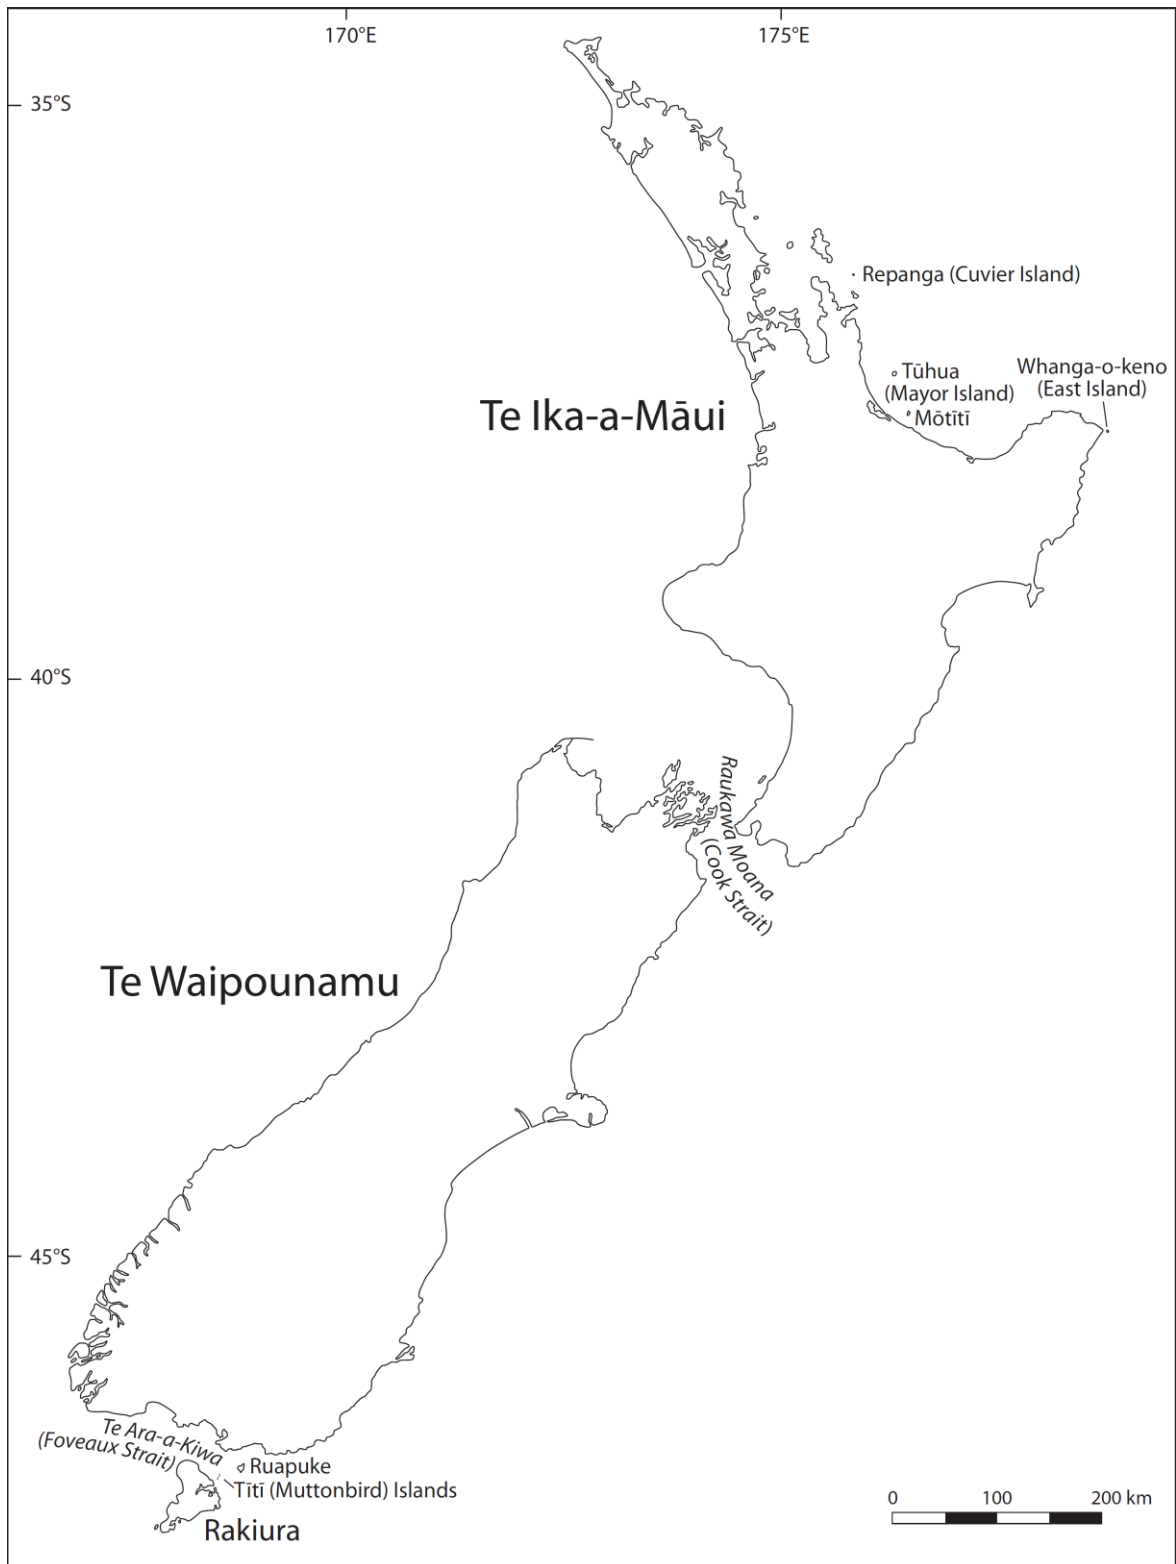 170°E
175°E
35°S
Repanga (Cuvier Island)
Tūhua
(Mayor Island)
Mōtītī
Whanga-o-keno
(East Island)
Te Ika-a-Māui
40°S
Raukawa Moana
(Cook Strait)
Te Waipounamu
45°S
Te Ara-a-Kiwa
(Foveaux Strait)
Ruapuke
Tītī (Muttonbird) Islands
Rakiura
0 100 200 km